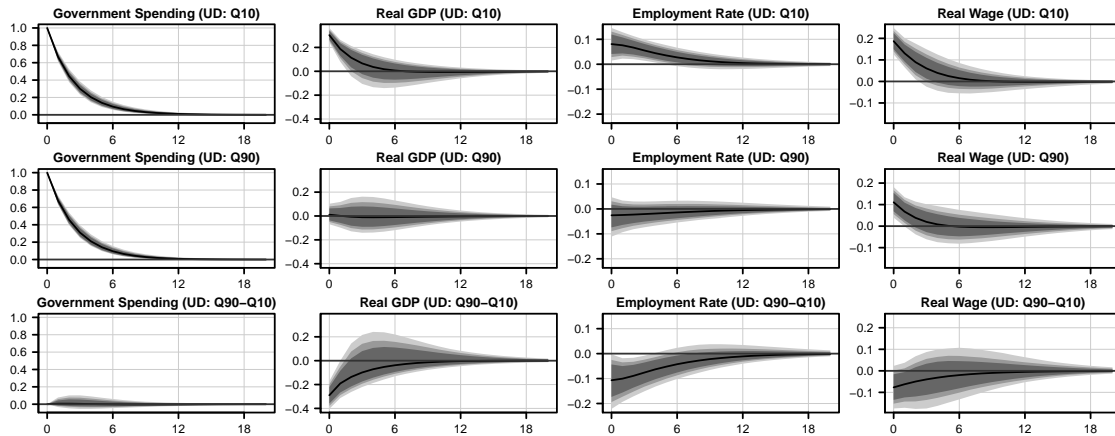 Government Spending (UD: Q10)
1.0
0.8
0.6
0.4
0.2
0.0
0 6 12 18
Real GDP (UD: Q10)
0.2
0.0
−0.2
−0.4
0 6 12 18
Employment Rate (UD: Q10)
0.1
0.0
−0.1
−0.2
0 6 12 18
Real Wage (UD: Q10)
0.2
0.1
0.0
−0.1
0 6 12 18
Government Spending (UD: Q90)
1.0
0.8
0.6
0.4
0.2
0.0
0 6 12 18
Real GDP (UD: Q90)
0.2
0.0
−0.2
−0.4
0 6 12 18
Employment Rate (UD: Q90)
0.1
0.0
−0.1
−0.2
0 6 12 18
Real Wage (UD: Q90)
0.2
0.1
0.0
−0.1
0 6 12 18
Government Spending (UD: Q90−Q10)
1.0
0.8
0.6
0.4
0.2
0.0
0 6 12 18
Real GDP (UD: Q90−Q10)
0.2
0.0
−0.2
−0.4
0 6 12 18
Employment Rate (UD: Q90−Q10)
0.1
0.0
−0.1
−0.2
0 6 12 18
Real Wage (UD: Q90−Q10)
0.2
0.1
0.0
−0.1
0 6 12 18